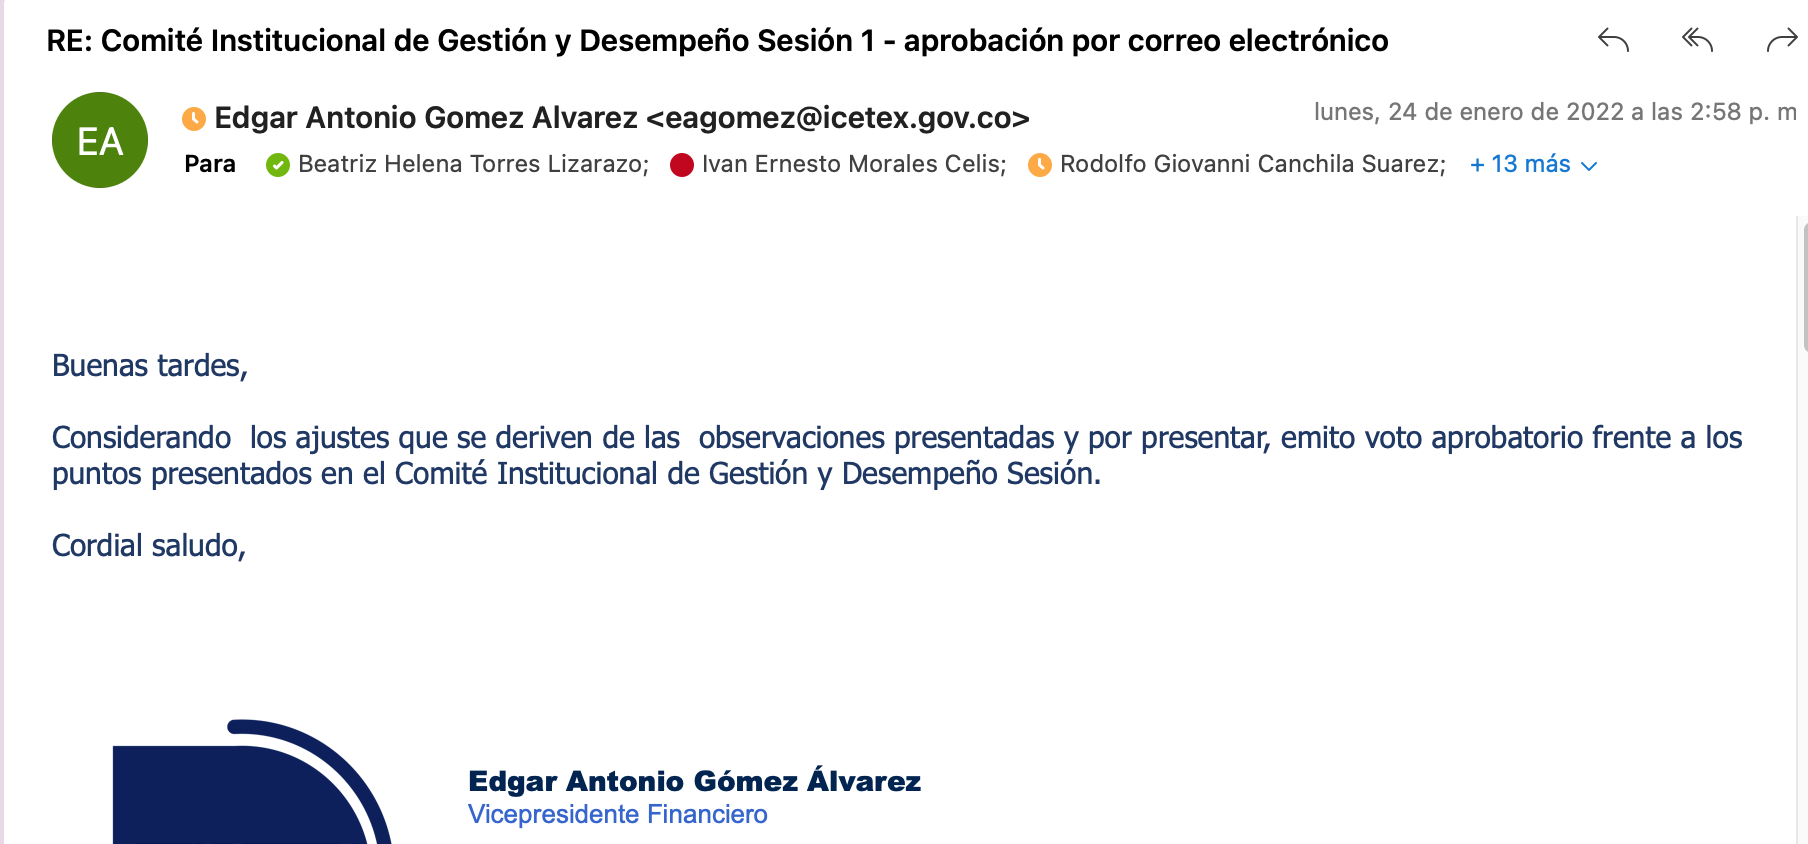 RE: Comité Institucional de Gestión y Desempeño Sesión 1 - aprobación por correo electrónico
EA
Edgar Antonio Gomez Alvarez <eagomez@icetex.gov.co>
lunes, 24 de enero de 2022 a las 2:58 p. m
Para Beatriz Helena Torres Lizarazo; Ivan Ernesto Morales Celis; Rodolfo Giovanni Canchila Suarez; + 13 más
Buenas tardes,
Considerando  los ajustes que se deriven de las  observaciones presentadas y por presentar, emito voto aprobatorio frente a los
puntos presentados en el Comité Institucional de Gestión y Desempeño Sesión.
Cordial saludo,
Edgar Antonio Gómez Álvarez
Vicepresidente Financiero